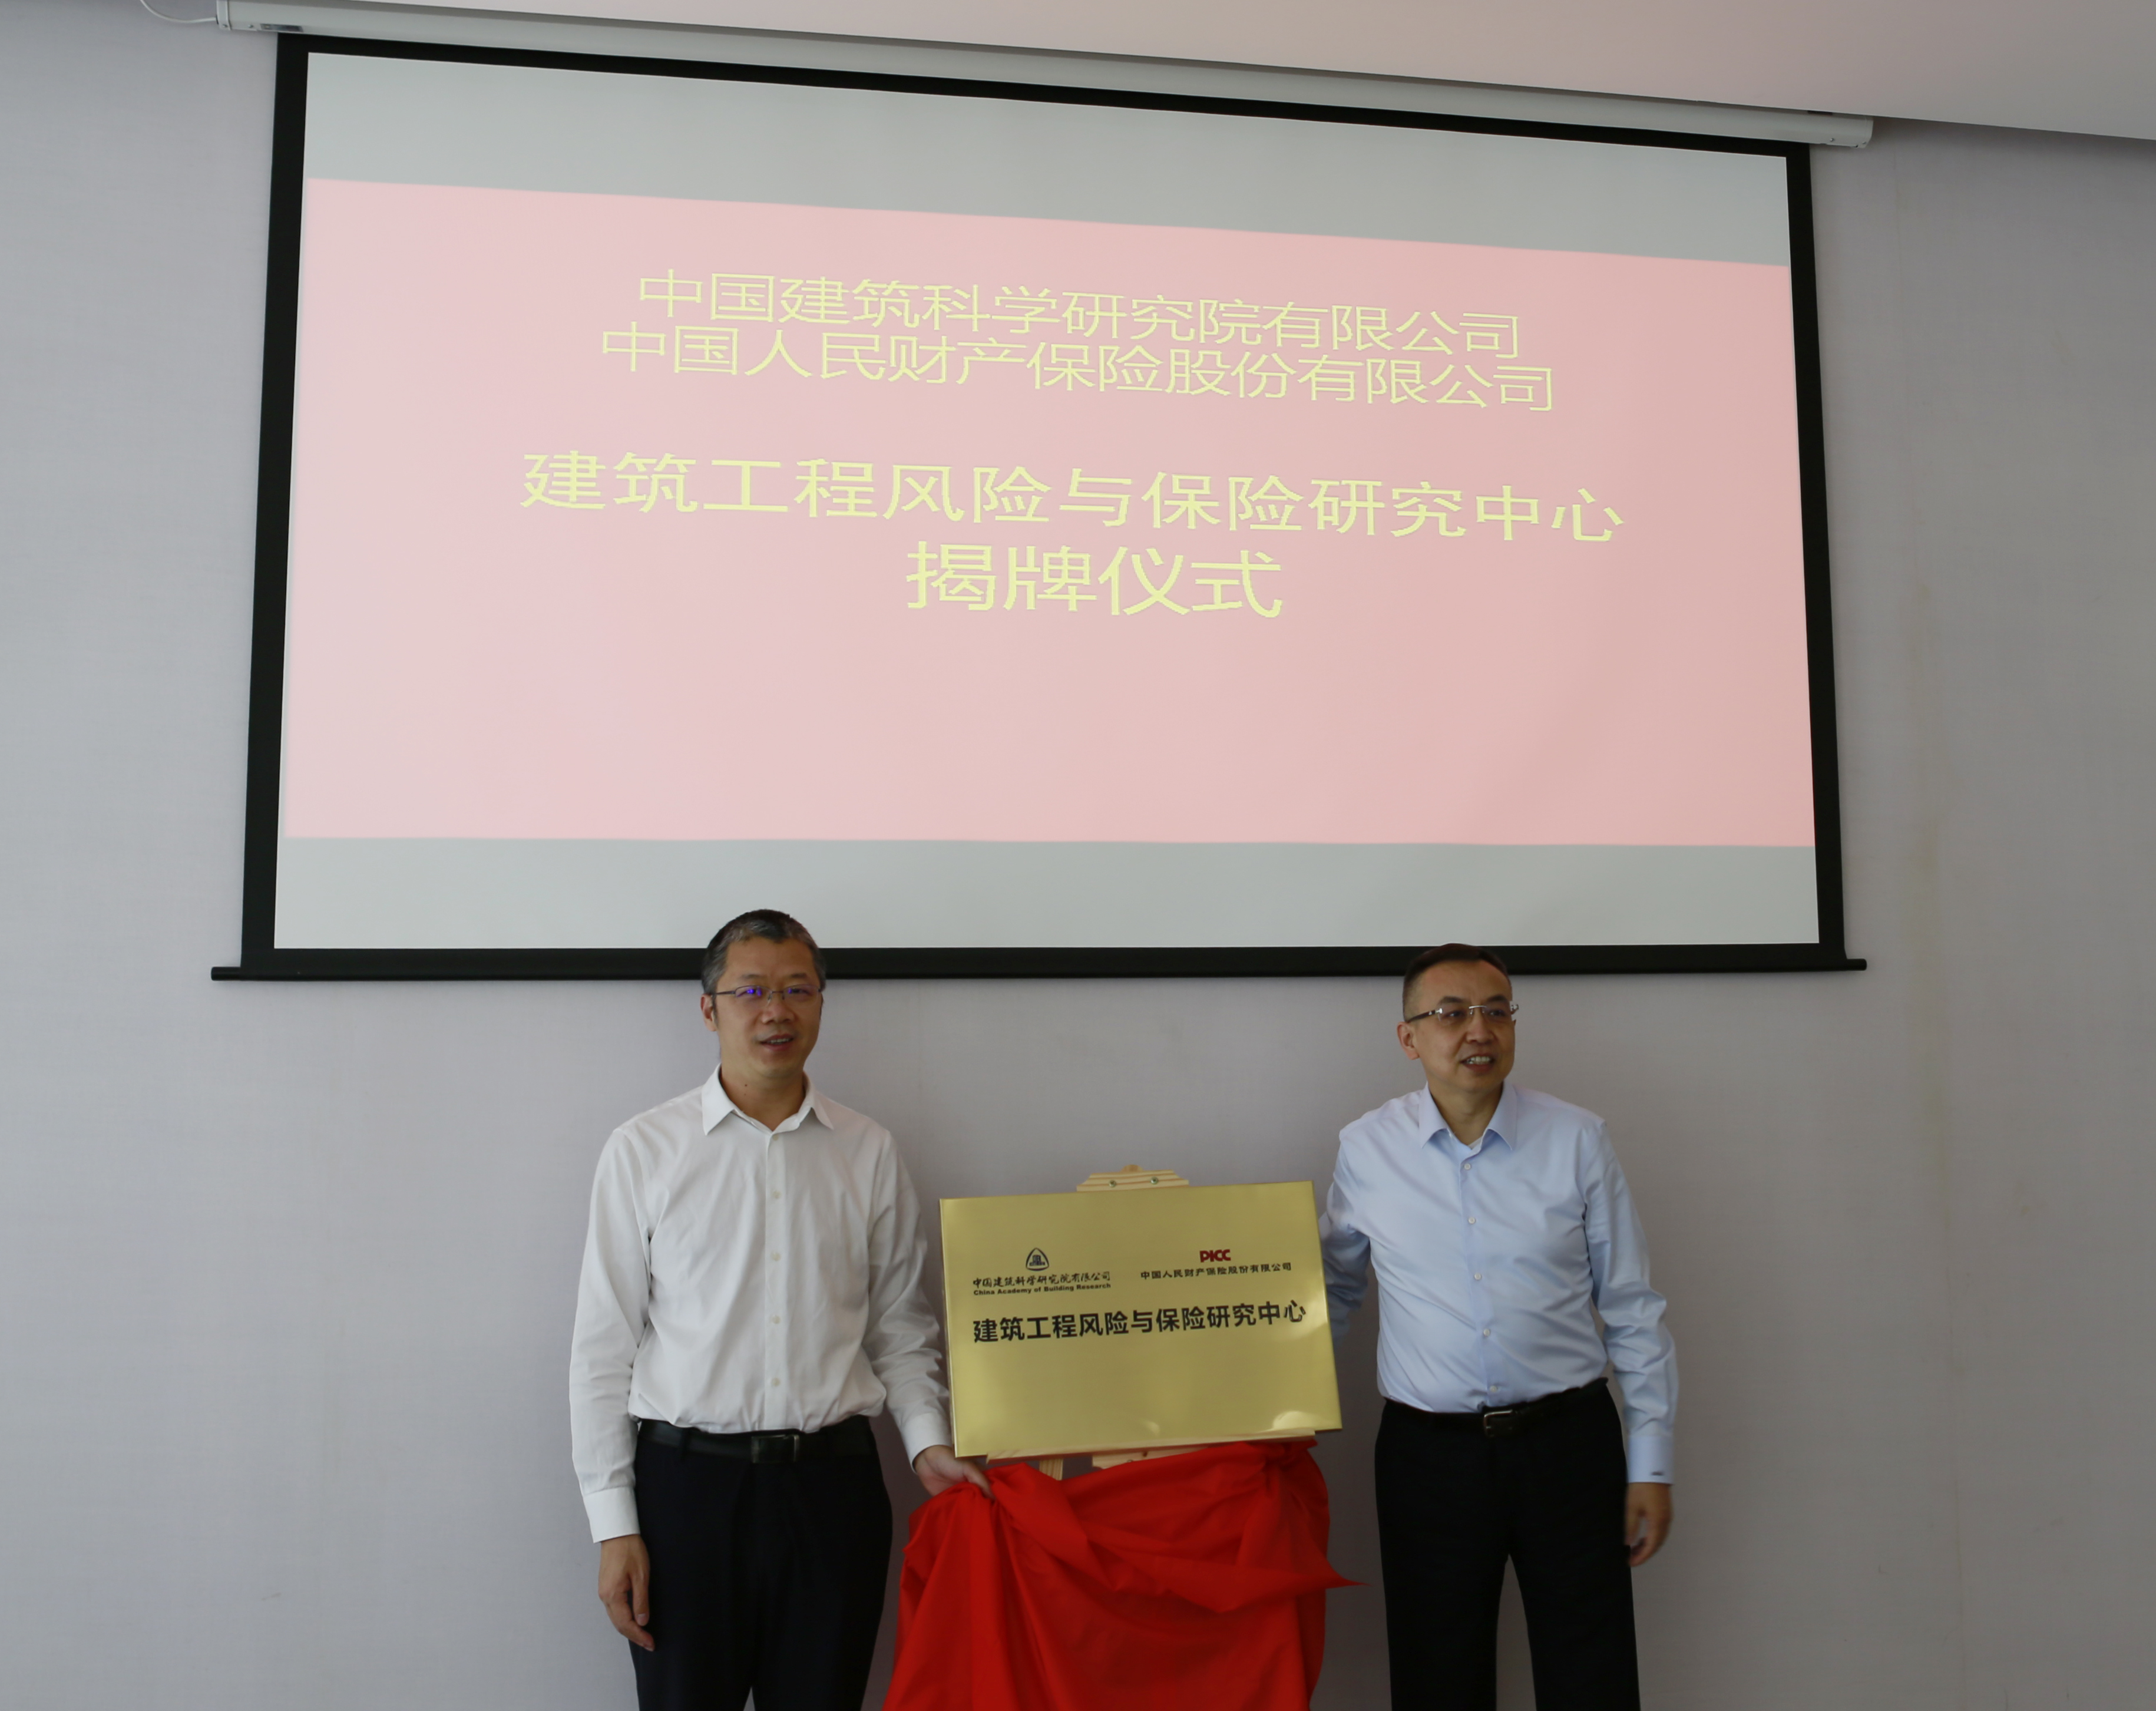 中国建筑科学研究院有限公司
中国人民财产保险股份有限公司
建筑工程风险与保险研究中心
揭牌仪式
中国建筑科学研究院有限公司
China Academy of Building Research
PICC
中国人民财产保险股份有限公司
建筑工程风险与保险研究中心